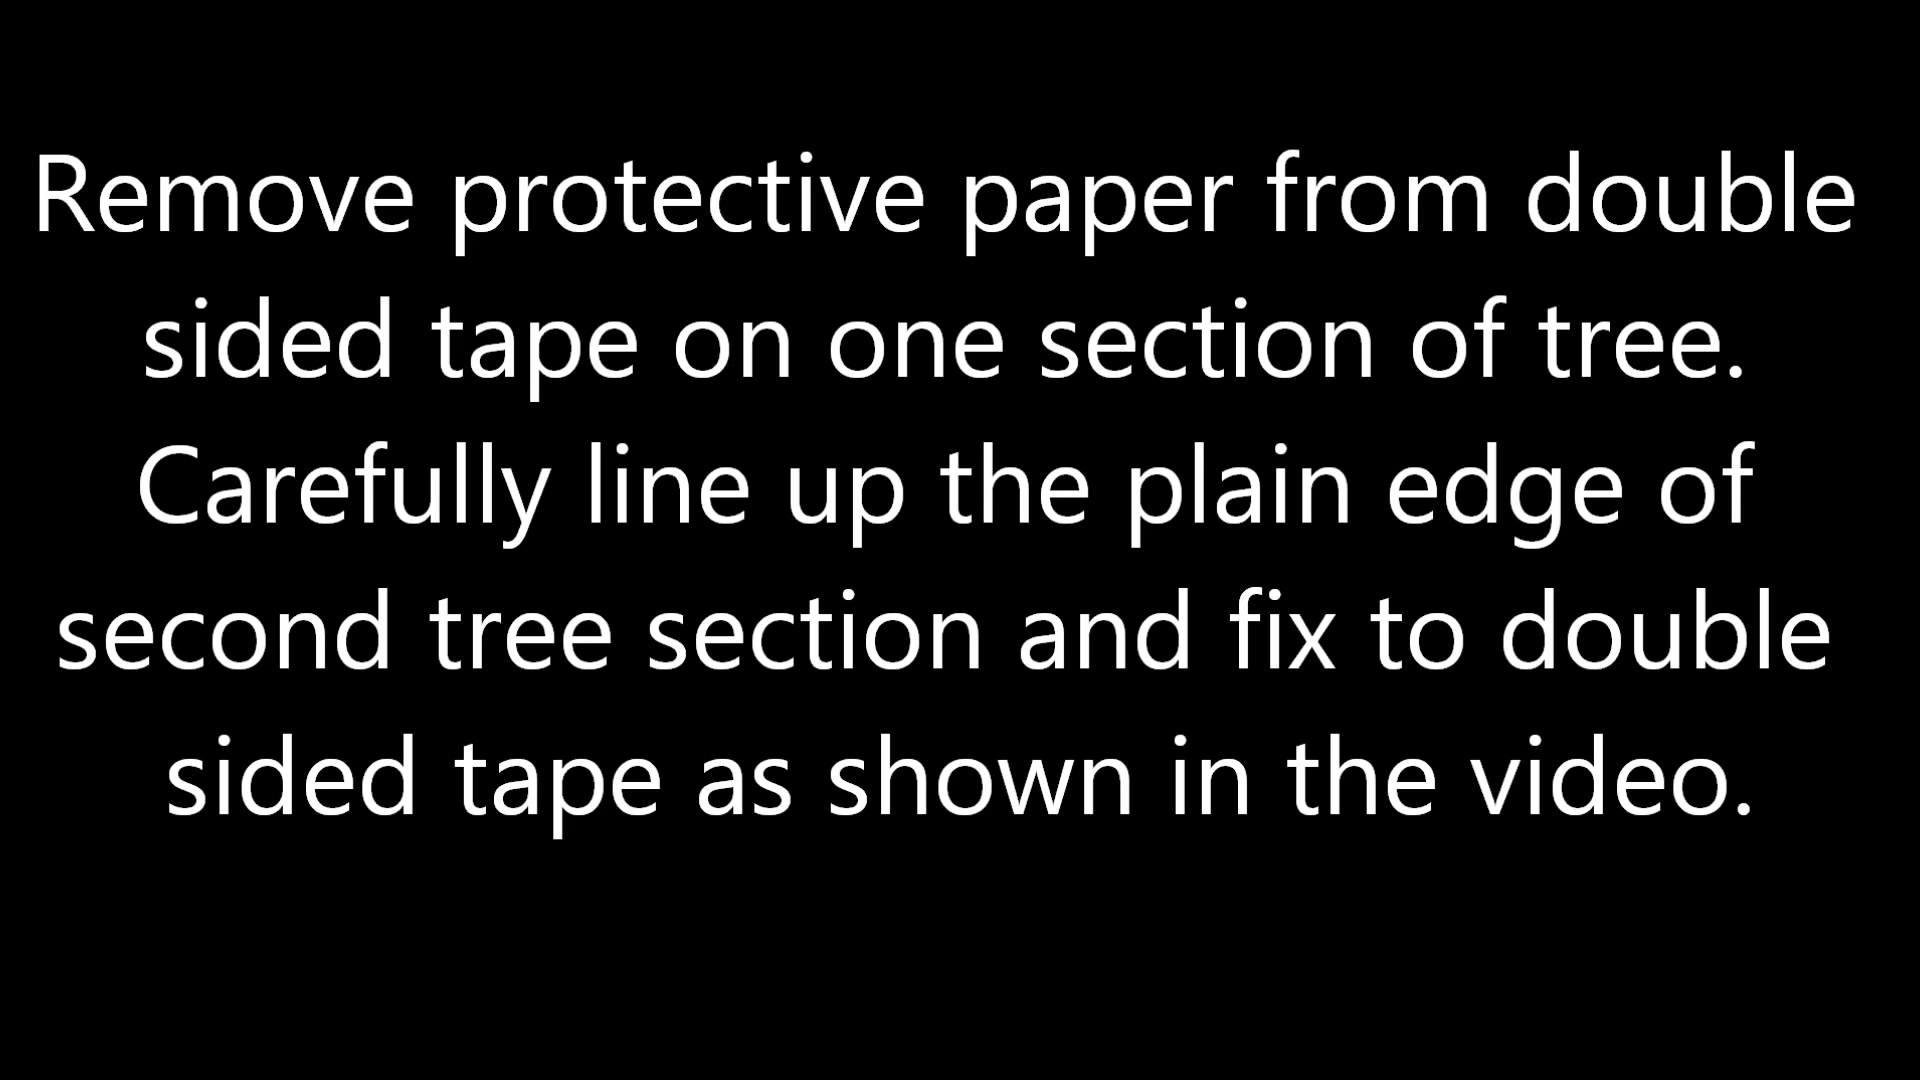 Remove protective paper from double
sided tape on one section of tree.
Carefully line up the plain edge of
second tree section and fix to double
sided tape as shown in the video.